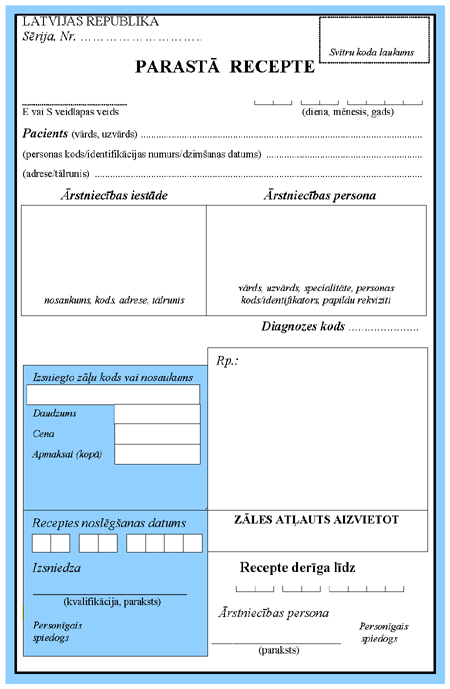 LATVIJAS REPUBLIKA
Sērija. Nr. ..............................
Svītru koda laukums
PARASTĀ RECEPTE
E vai S veidlapas veids
(diena, mēnesis, gads)
Pacients (vārds, uzvārds) ..............................
(personas kods/identifikācijas numurs/dzimšanas datums) ..............................
(adrese/tālrunis) ..............................
Ārstniecības iestāde
Ārstniecības persona
nosaukums, kods, adrese, tālrunis
vārds, uzvārds, specialitāte, personas
kods/identifikators, papildu rekvizīti
Diagnozes kods ........................
Izsniegto zāļu kods vai nosaukums
Daudzums
Cena
Apmaksai (kopā)
Rp.:
Receptes noslēgšanas datums
ZĀLES ATĻAUTS AIZVIETOT
Izsniedza
(kvalifikācija, paraksts)
Personīgais
spiedogs
Recepte derīga līdz
Ārstniecības persona
(paraksts)
Personīgais
spiedogs